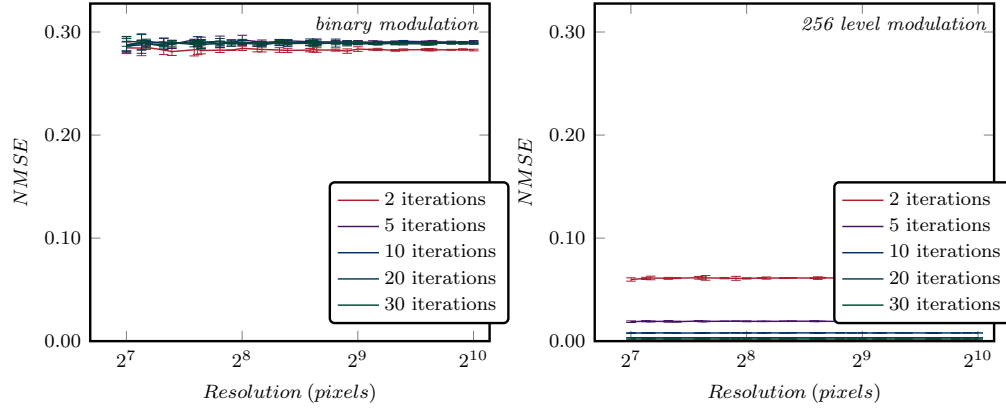 binary modulation
0.30
0.20
0.10
0.00
NMSE
2 iterations
5 iterations
10 iterations
20 iterations
30 iterations
2^7
2^8
2^9
2^10
Resolution (pixels)
256 level modulation
0.30
0.20
0.10
0.00
NMSE
2 iterations
5 iterations
10 iterations
20 iterations
30 iterations
2^7
2^8
2^9
2^10
Resolution (pixels)